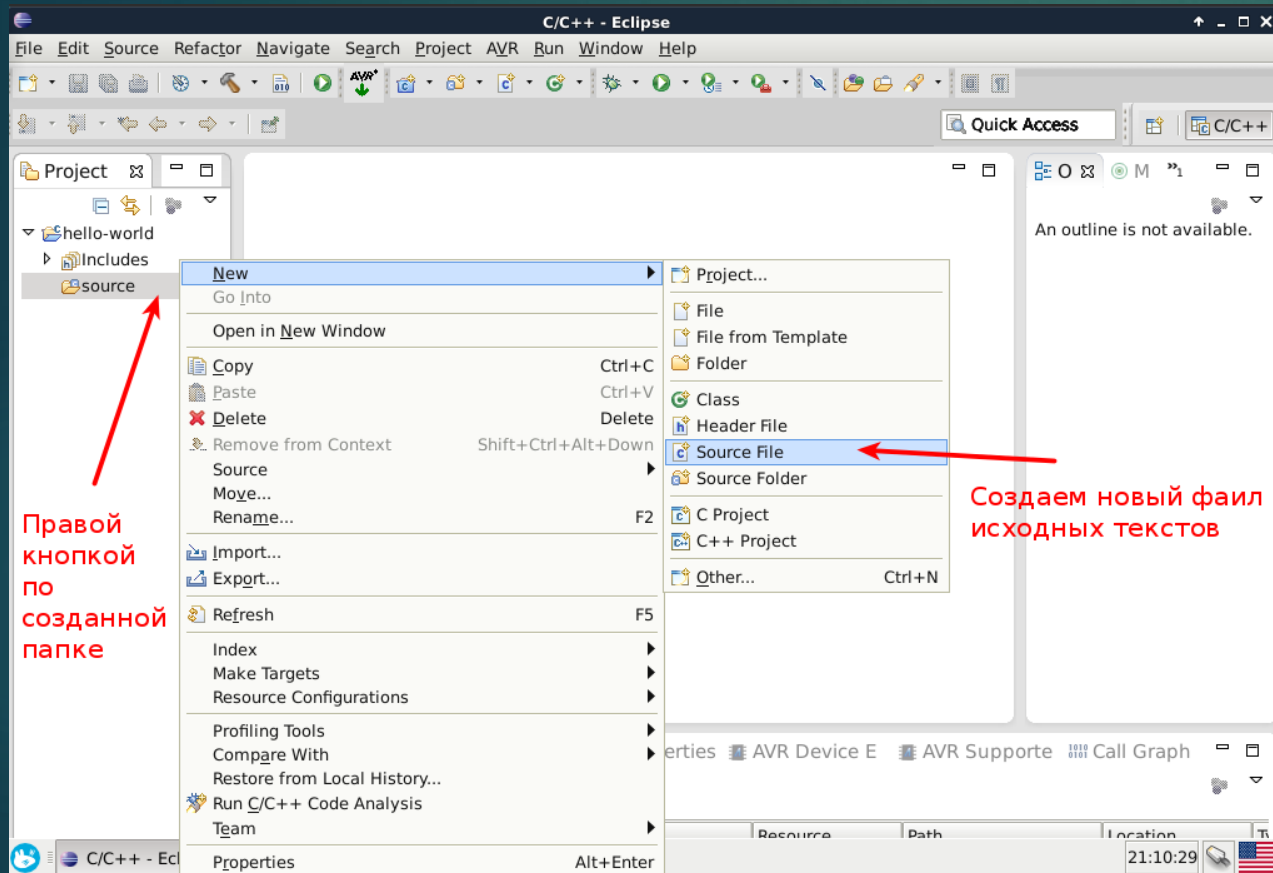 C/C++ - Eclipse
File Edit Source Refactor Navigate Search Project AVR Run Window Help
AVR
Quick Access
C/C++
Project
O M "1
hello-world
Includes
source
An outline is not available.
New
Go Into
Open in New Window
Copy Ctrl+C
Paste Ctrl+V
Delete Delete
Remove from Context Shift+Ctrl+Alt+Down
Source
Move...
Rename... F2
Import...
Export...
Refresh F5
Index
Make Targets
Resource Configurations
Profiling Tools
Compare With
Restore from Local History...
Run C/C++ Code Analysis
Team
Properties Alt+Enter
Project...
File
File from Template
Folder
Class
Header File
Source File
Source Folder
C Project
C++ Project
Other... Ctrl+N
Правой
кнопкой
по
созданной
папке
Создаем новый фаил
исходных текстов
erties AVR Device E AVR Supporte Call Graph
Resource Path Location
C/C++ - Ecl
21:10:29